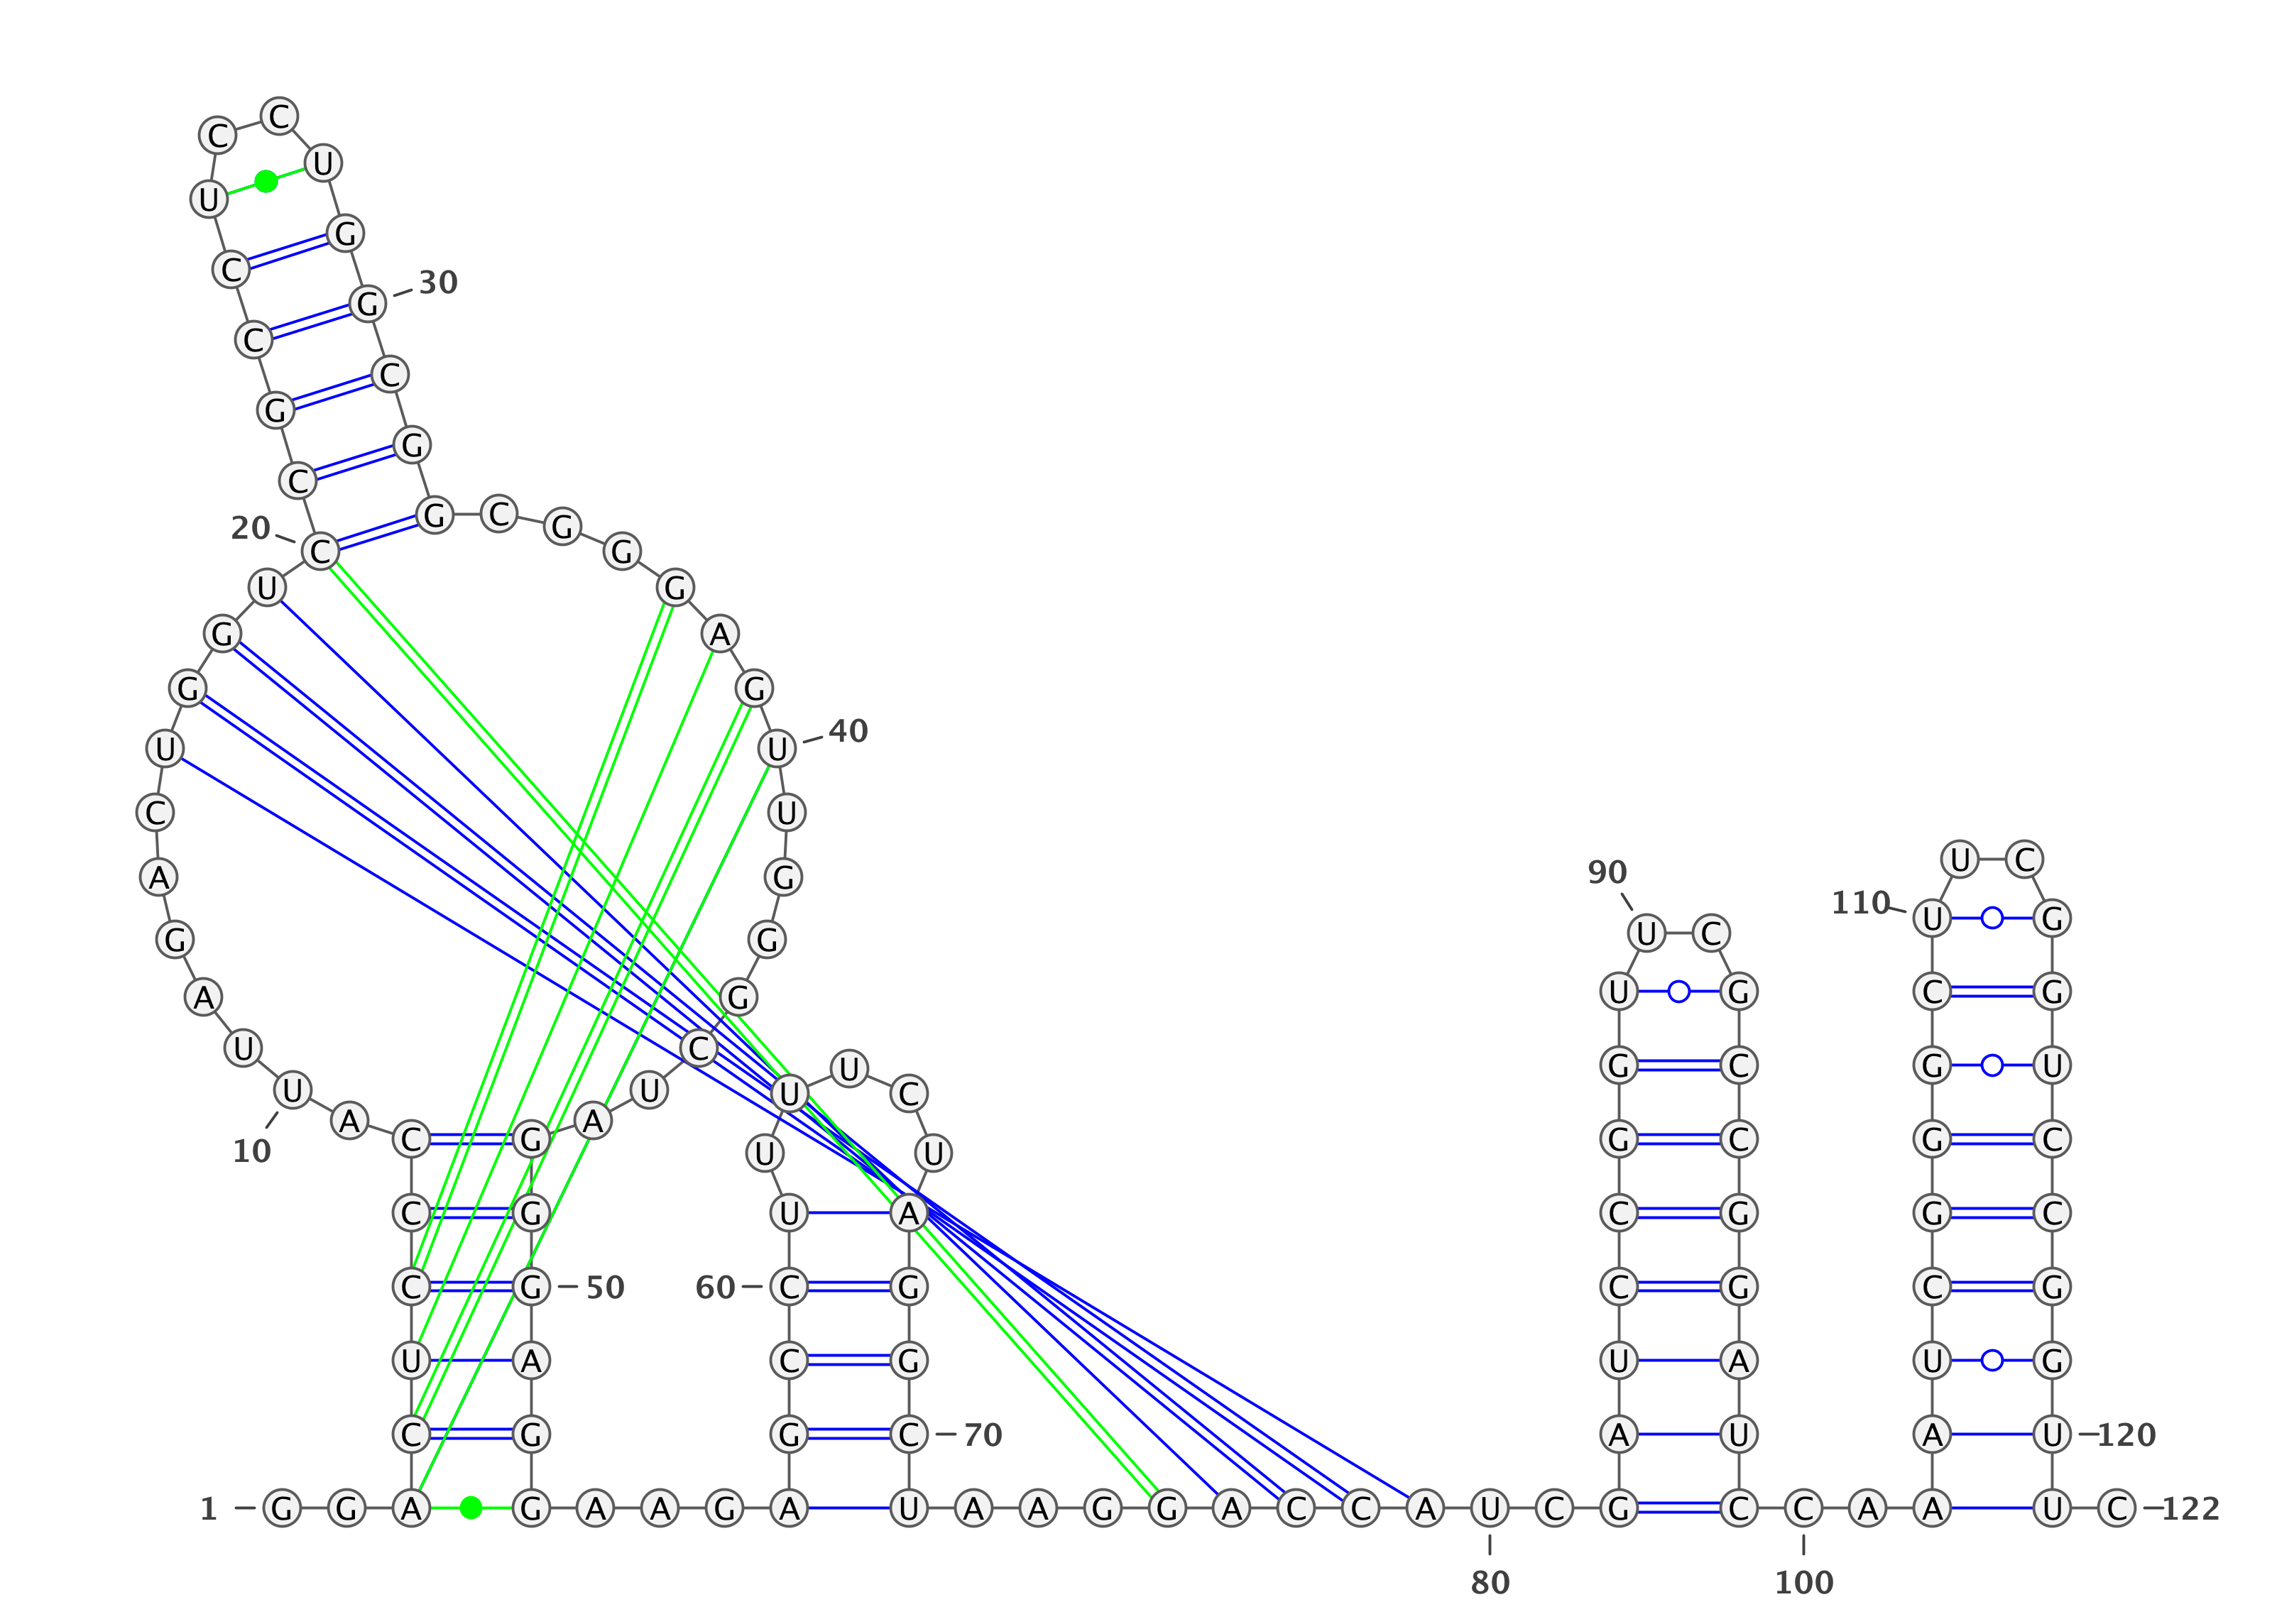 C
C
U
U
G
C
30
G
C
C
G
G
C
C G
20 C G C G G
U G
G A
G G
U 40 U
C U
U C
A G 90
110 U G
G U C
U C U G C G
A G
U C
U G C G U
U U U C
A A
10 C G U U G C G C
C G U A C G G C
C G 50 60 C G C G C G
U A C G U A U G
C G G C 70 A U A U 120
1 G G A G A A G A U A A G G A C C A U C G C C A A U C 122
80 100